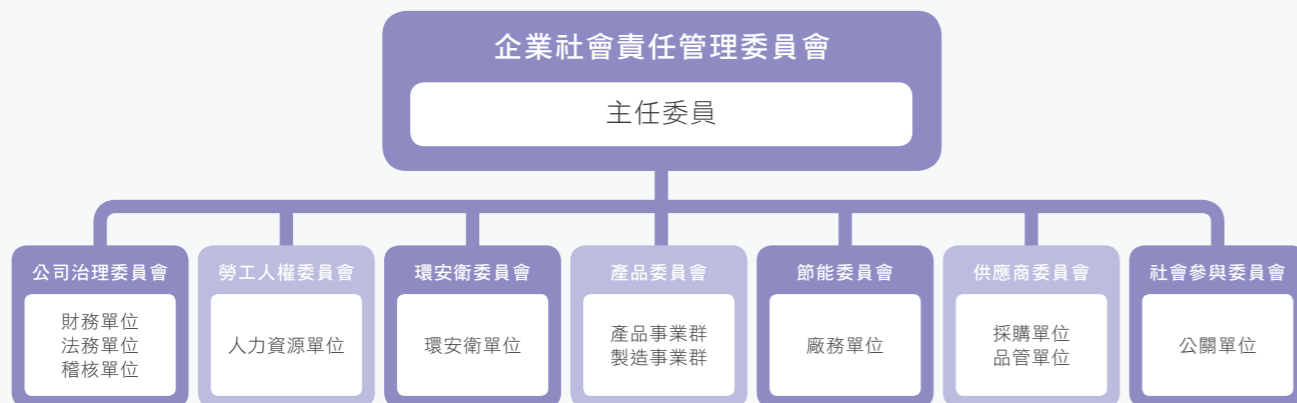 企業社會責任管理委員會
主任委員
公司治理委員會
財務單位
法務單位
稽核單位
勞工人權委員會
人力資源單位
環安衛委員會
環安衛單位
產品委員會
產品事業群
製造事業群
節能委員會
廠務單位
供應商委員會
採購單位
品管單位
社會參與委員會
公關單位